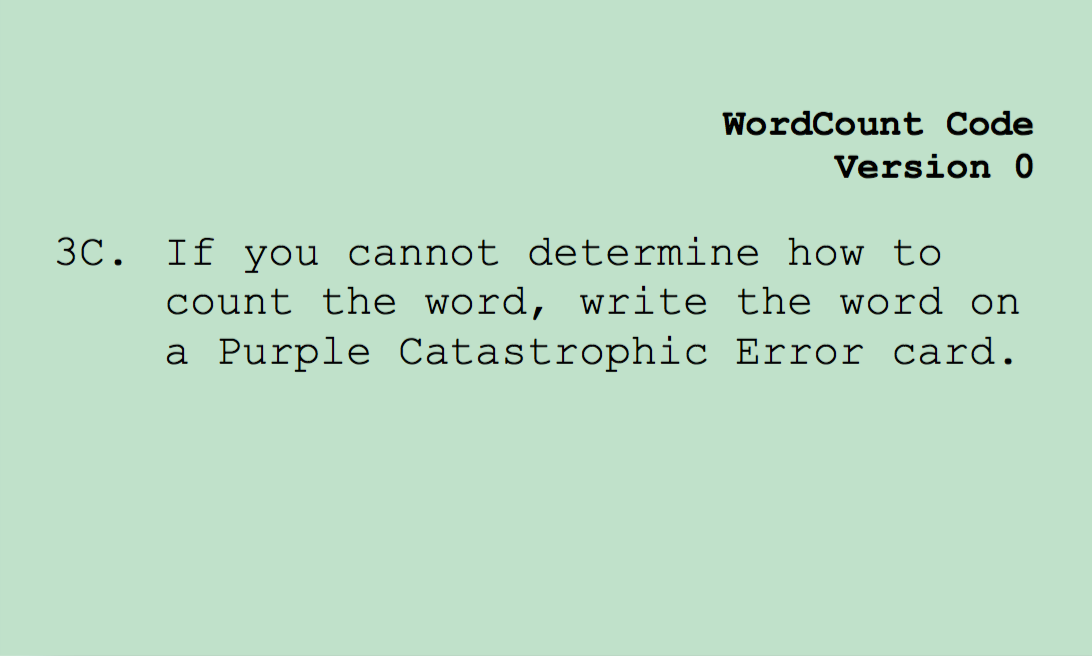 WordCount Code
Version 0
3C. If you cannot determine how to
count the word, write the word on
a Purple Catastrophic Error card.